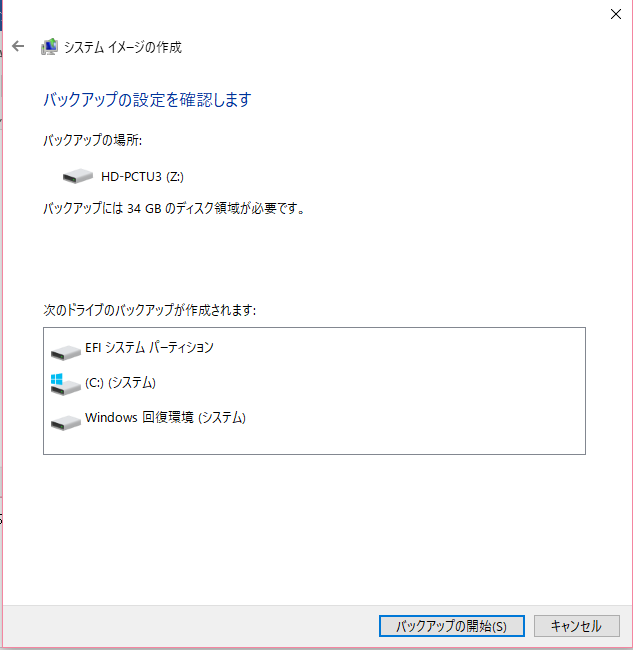 システム イメージの作成
バックアップの設定を確認します
バックアップの場所:
HD-PCTU3 (Z:)
バックアップには 34 GB のディスク領域が必要です。
次のドライブのバックアップが作成されます:
EFI システム パーティション
(C:) (システム)
Windows 回復環境 (システム)
バックアップの開始(S)
キャンセル